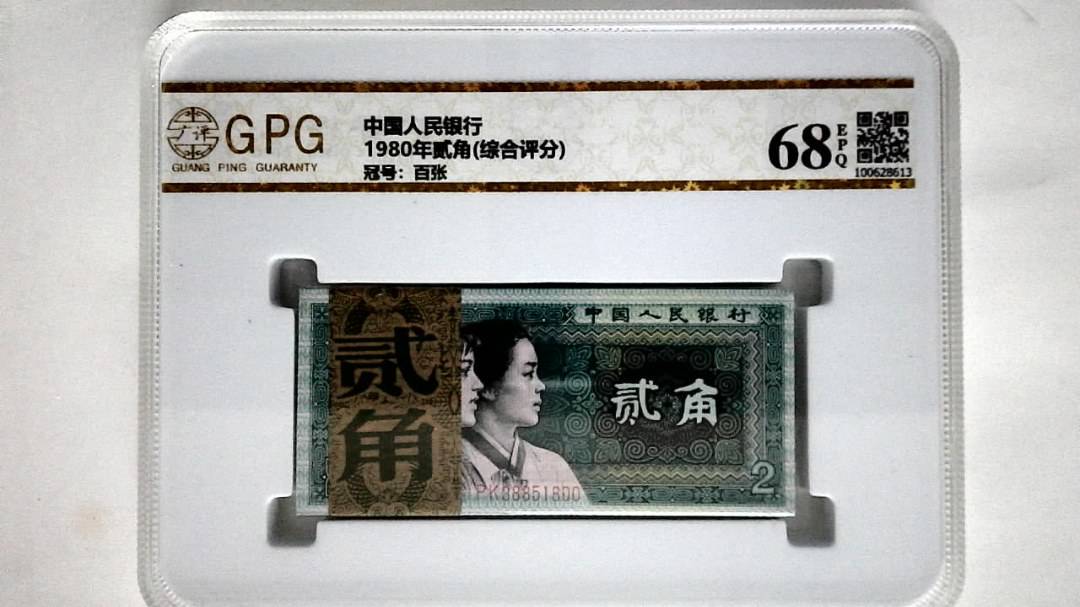 广评
GPG
GUANG PING GUARANTY
中国人民银行
1980年贰角(综合评分)
冠号：百张
68
EPQ
100628613
贰角
中国人民银行
贰角
2